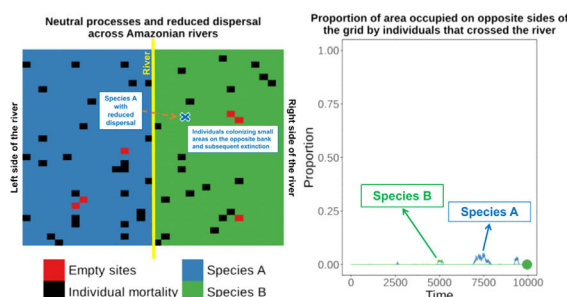 Neutral processes and reduced dispersal
across Amazonian rivers
Left side of the river
River
Right side of the river
Species A
with
reduced
dispersal
Individuals colonizing small
areas on the opposite bank
and subsequent extinction
Empty sites
Individual mortality
Species A
Species B
Proportion of area occupied on opposite sides of
the grid by individuals that crossed the river
Proportion
1.00
0.75
0.50
0.25
0.00
Species B
Species A
0
2500
5000
7500
10000
Time